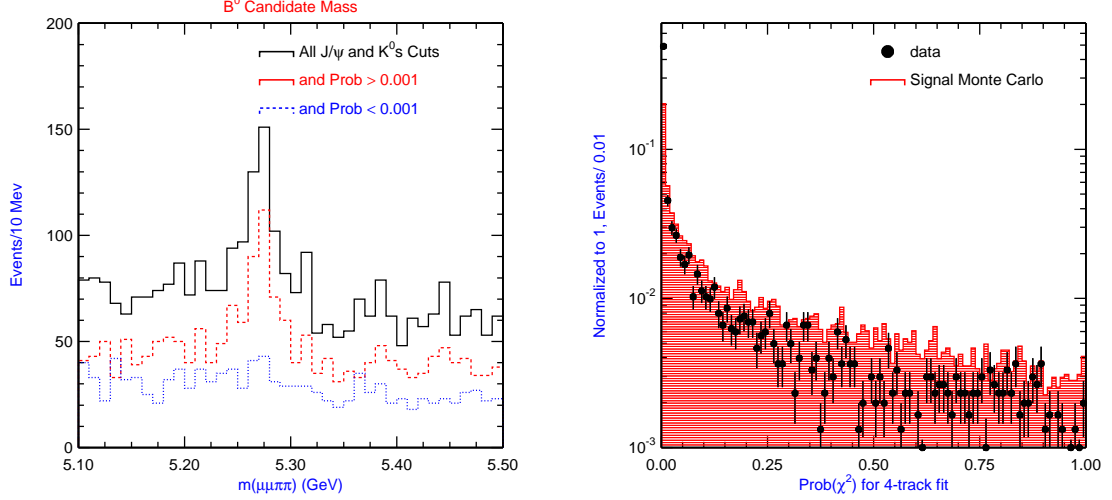 B⁰ Candidate Mass
200
150
100
50
0
Events/10 Mev
All J/ψ and K⁰s Cuts
and Prob > 0.001
and Prob < 0.001
5.10 5.20 5.30 5.40 5.50
m(μμππ) (GeV)
10⁻¹
10⁻²
10⁻³
Normalized to 1, Events/ 0.01
data
Signal Monte Carlo
0.00 0.25 0.50 0.75 1.00
Prob(χ²) for 4-track fit